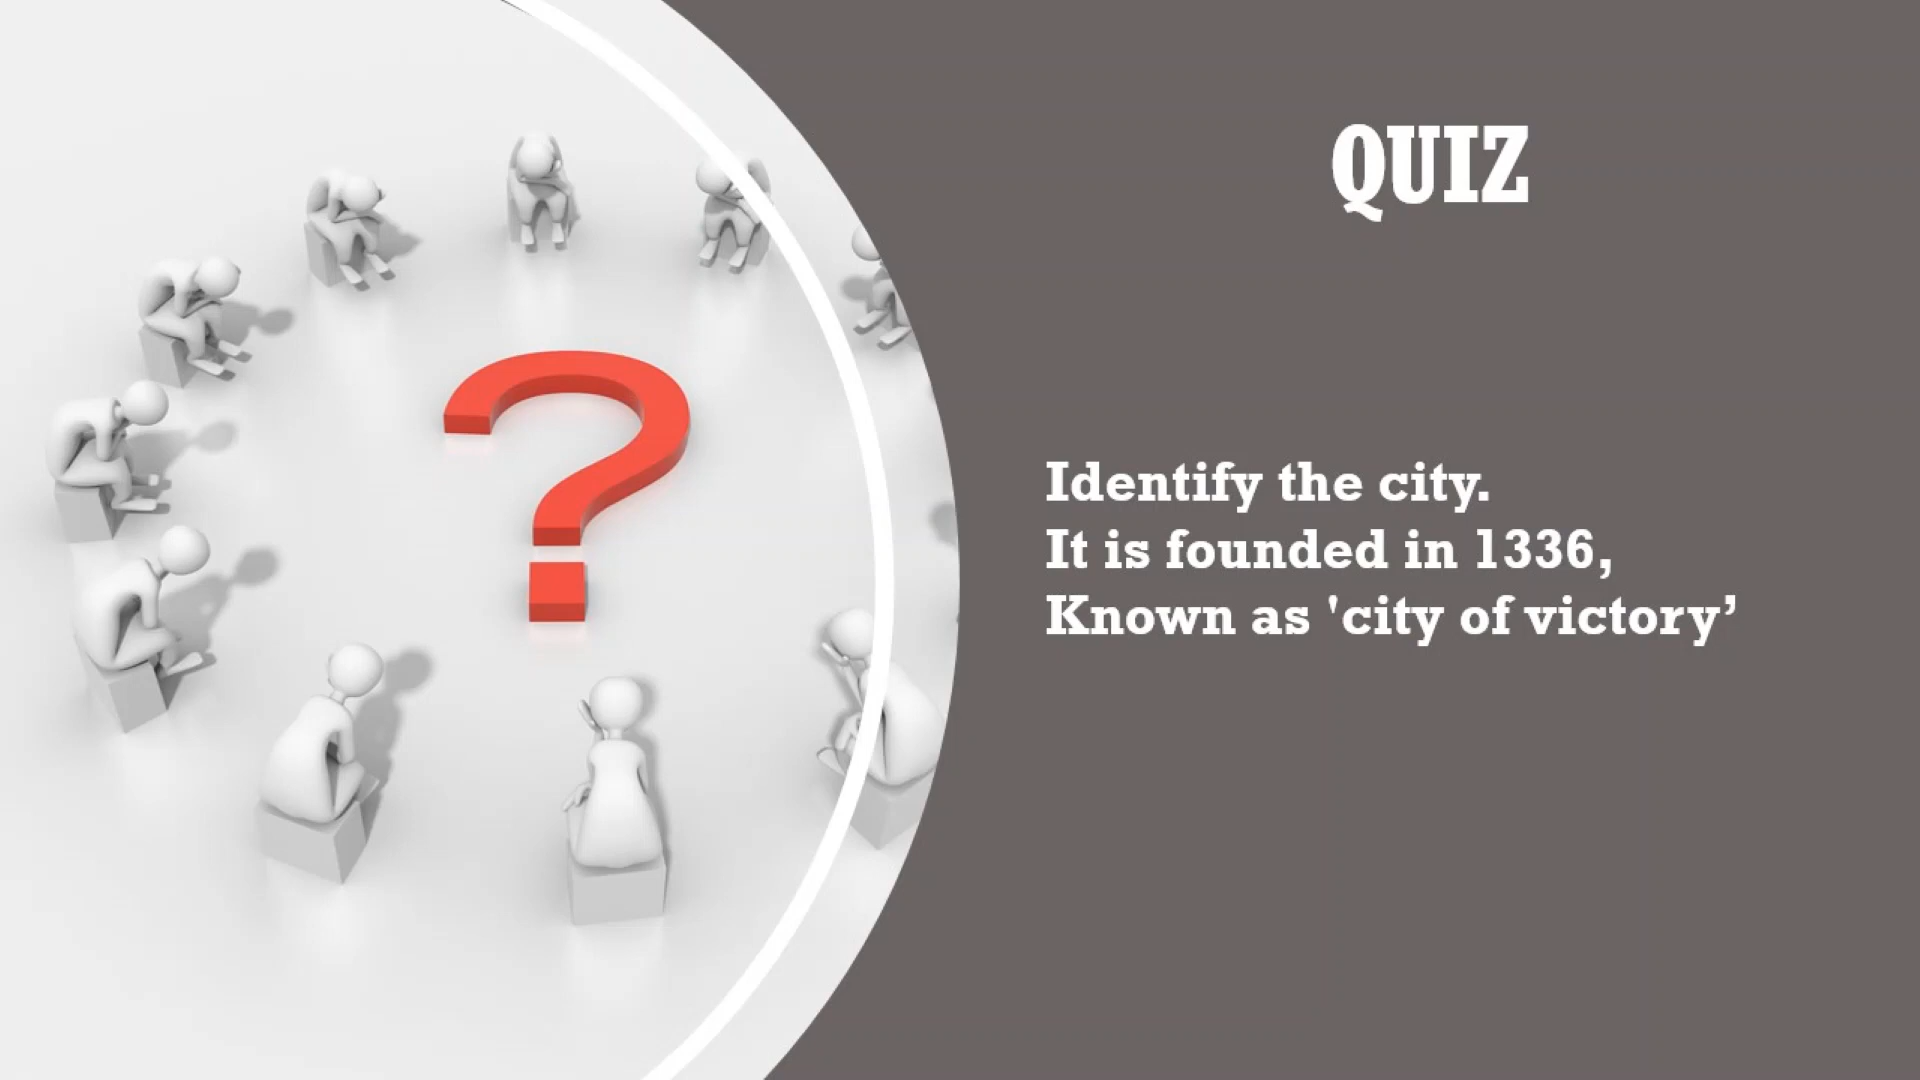 QUIZ
Identify the city.
It is founded in 1336,
Known as 'city of victory’